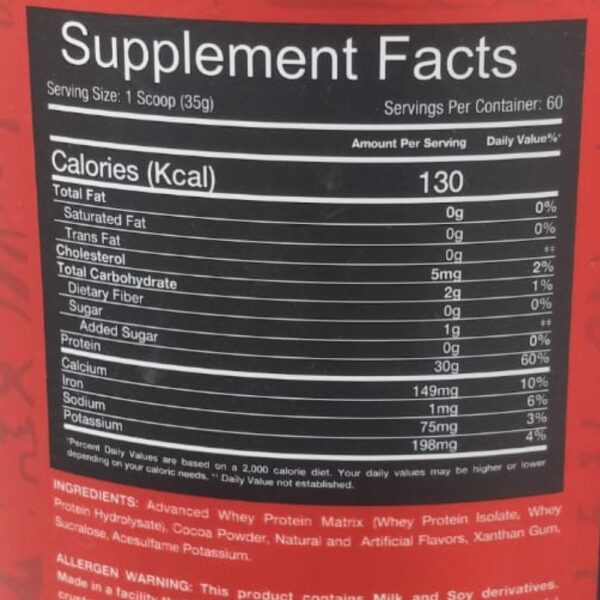 Supplement Facts
Serving Size: 1 Scoop (35g) Servings Per Container: 60
Amount Per Serving Daily Value%*
Calories (Kcal) 130
Total Fat 0g 0%
Saturated Fat 0g 0%
Trans Fat 0g **
Cholesterol 5mg 2%
Total Carbohydrate 2g 1%
Dietary Fiber 0g 0%
Sugar 1g **
Added Sugar 0g 0%
Protein 30g 60%
Calcium 149mg 10%
Iron 1mg 6%
Sodium 75mg 3%
Potassium 198mg 4%
*Percent Daily Values are based on a 2,000 calorie diet. Your daily values may be higher or lower
depending on your caloric needs. ** Daily Value not established.
INGREDIENTS: Advanced Whey Protein Matrix (Whey Protein Isolate, Whey
Protein Hydrolysate), Cocoa Powder, Natural and Artificial Flavors, Xanthan Gum,
Sucralose, Acesulfame Potassium.
ALLERGEN WARNING: This product contains Milk and Soy derivatives.
Made in a facility